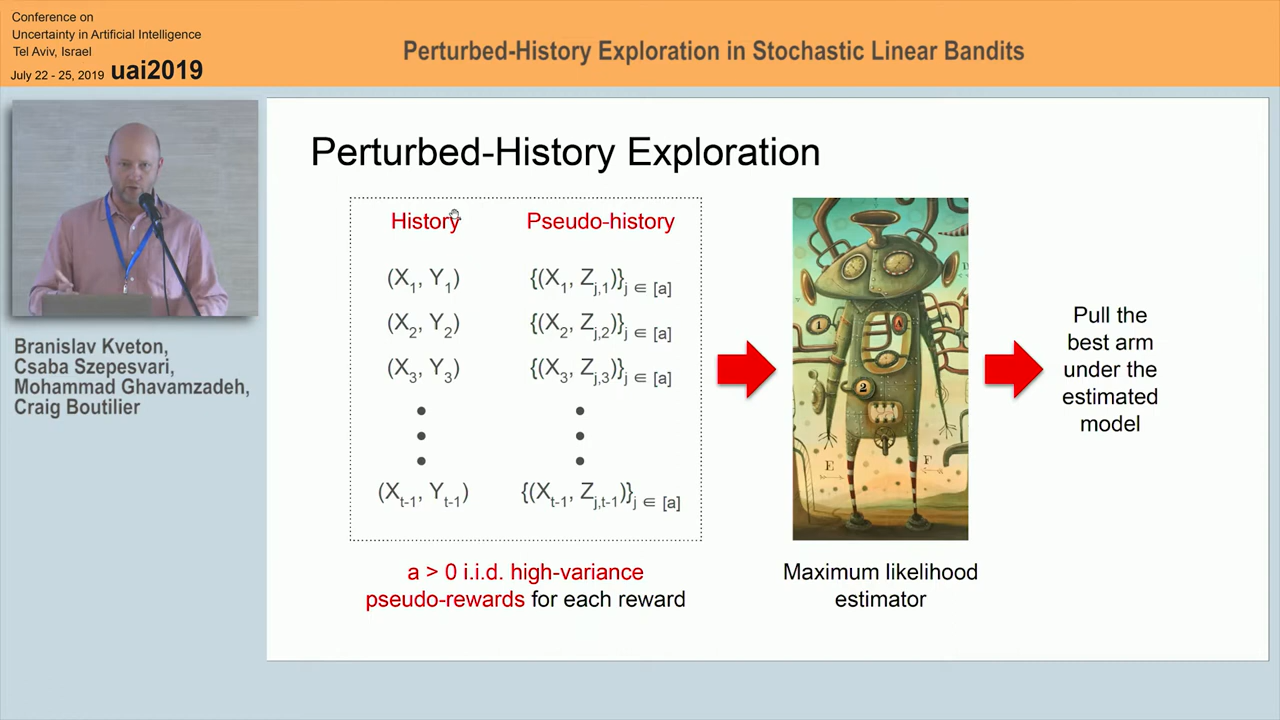 Conference on
Uncertainty in Artificial Intelligence
Tel Aviv, Israel
July 22 - 25, 2019 uai2019
Perturbed-History Exploration in Stochastic Linear Bandits
Branislav Kveton,
Csaba Szepesvari,
Mohammad Ghavamzadeh,
Craig Boutilier
Perturbed-History Exploration
History Pseudo-history
(X1, Y1) {(X1, Zj,1)}j ∈ [a]
(X2, Y2) {(X2, Zj,2)}j ∈ [a]
(X3, Y3) {(X3, Zj,3)}j ∈ [a]
(Xt-1, Yt-1) {(Xt-1, Zj,t-1)}j ∈ [a]
a > 0 i.i.d. high-variance
pseudo-rewards for each reward
1
A
2
E
F
Maximum likelihood
estimator
Pull the
best arm
under the
estimated
model